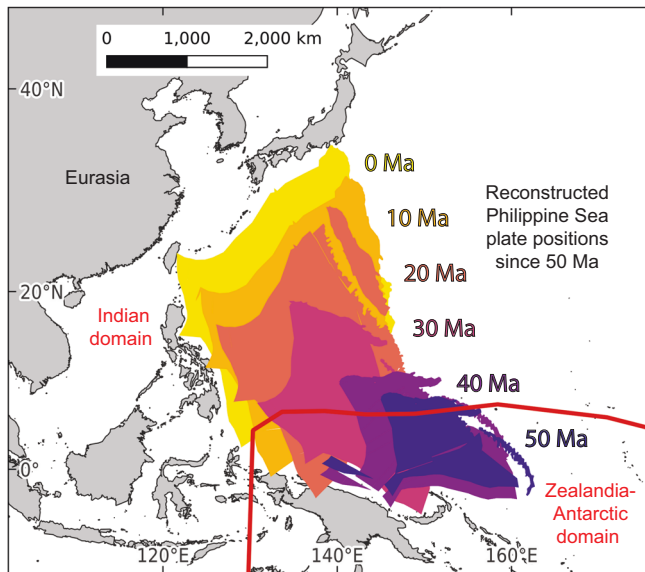 0 1,000 2,000 km
40°N
Eurasia
0 Ma
Reconstructed
Philippine Sea
plate positions
since 50 Ma
10 Ma
20 Ma
20°N
Indian
domain
30 Ma
40 Ma
50 Ma
0°
Zealandia-
Antarctic
domain
120°E 140°E 160°E